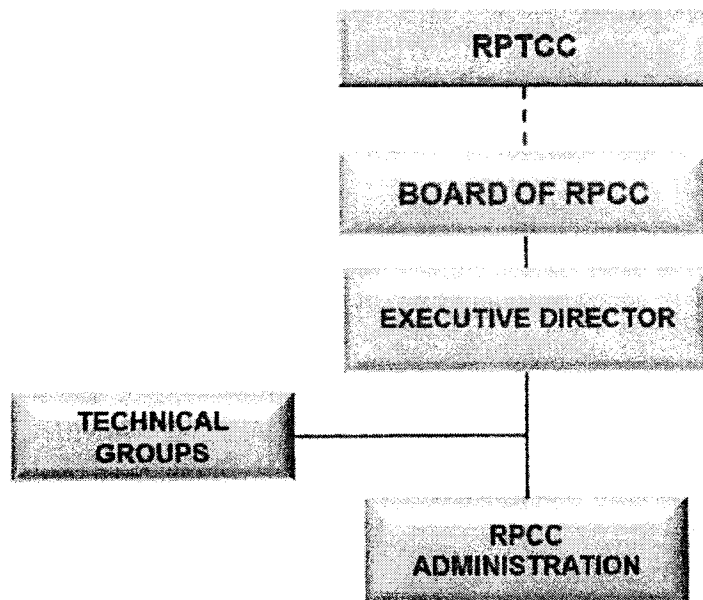 RPTCC
BOARD OF RPCC
EXECUTIVE DIRECTOR
TECHNICAL
GROUPS
RPCC
ADMINISTRATION